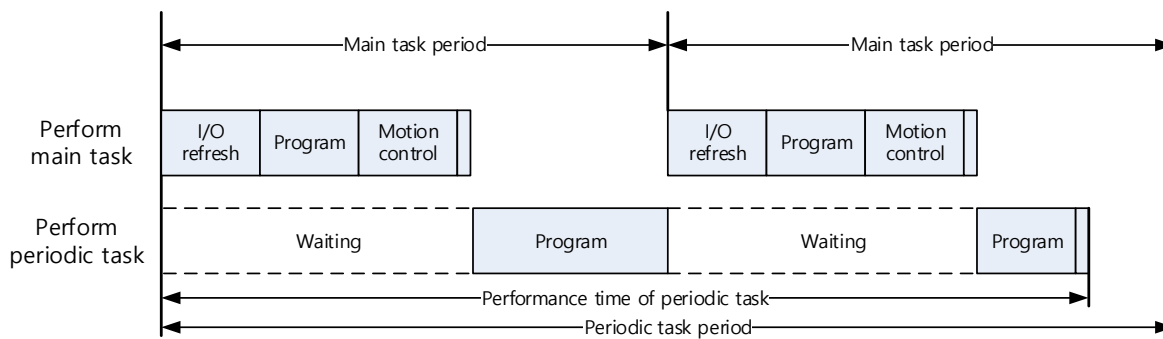 Main task period
Main task period
Perform
main task
I/O
refresh
Program
Motion
control
I/O
refresh
Program
Motion
control
Perform
periodic task
Waiting
Program
Waiting
Program
Performance time of periodic task
Periodic task period